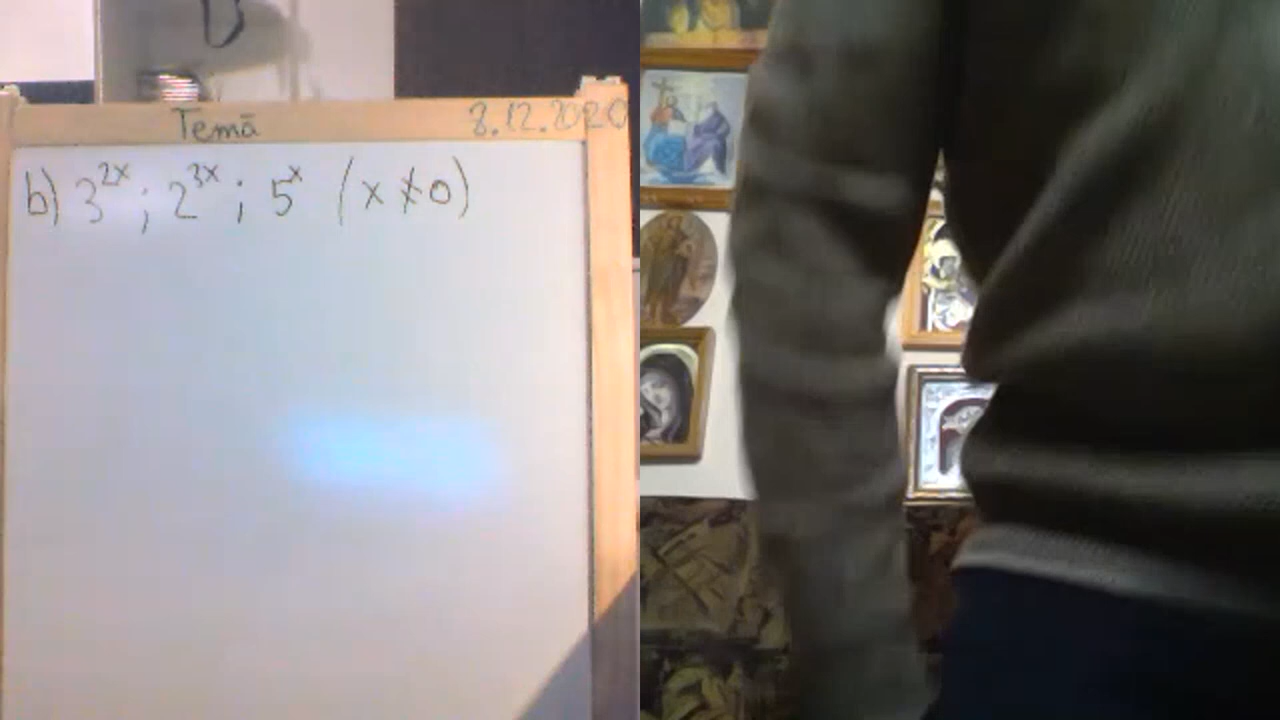 Temă 8.12.2020
b) 3^{2x} ; 2^{3x} ; 5^x (x ≠ 0)